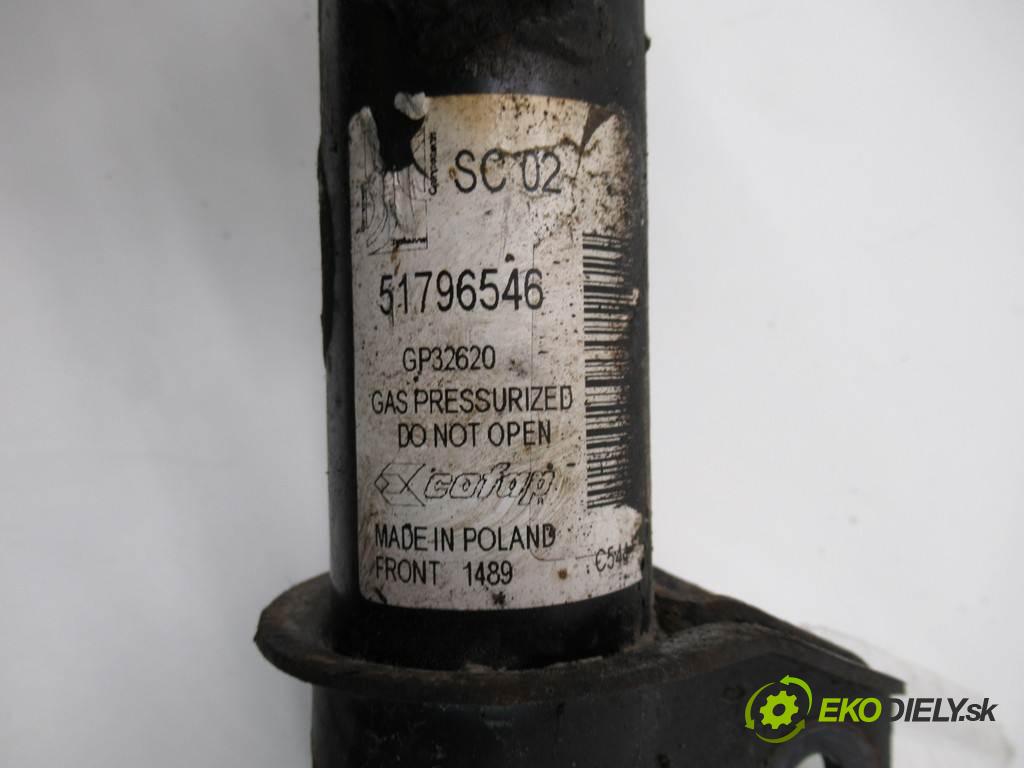 SC 02
51796546
GP32620
GAS PRESSURIZED
DO NOT OPEN
cofap
MADE IN POLAND
FRONT 1489
EKODIELY.sk